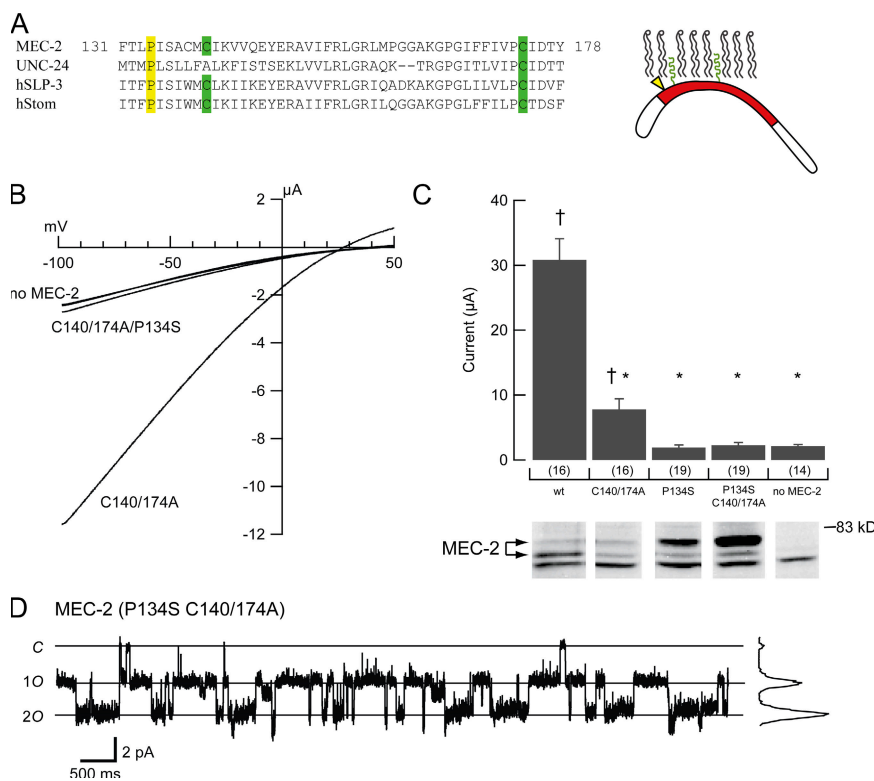 A
MEC-2 131 FTLPISACMCIKVVQEYERAVIFRLGRLMPGGAKGPGIFFIVPCIDTY 178
UNC-24 MTMPLSLLFALKFISTSEKLVVLRLGRAQK--TRGPGITLVIPCIDTT
hSLP-3 ITFPISIWMCLKIIKEYERAVVFRLGRIQADKAKGPGLILVLPCIDVF
hStom ITFPISIWMCIKIIKEYERAIIFRLGRILQGGAKGPGLFFILPCTDSF
B
µA
2
mV
-100 -50 50
-2
no MEC-2
C140/174A/P134S
-4
-6
-8
C140/174A
-10
-12
C
40
†
30
Current (µA)
20
† * * * *
10
0
(16) (16) (19) (19) (14)
wt C140/174A P134S P134S C140/174A no MEC-2
83 kD
MEC-2
D MEC-2 (P134S C140/174A)
C
1O
2O
2 pA
500 ms